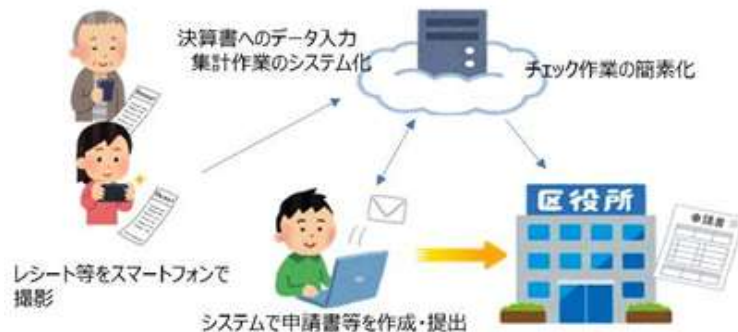 決算書へのデータ入力
集計作業のシステム化
チェック作業の簡素化
区役所
申請書
レシート等をスマートフォンで
撮影
システムで申請書等を作成・提出